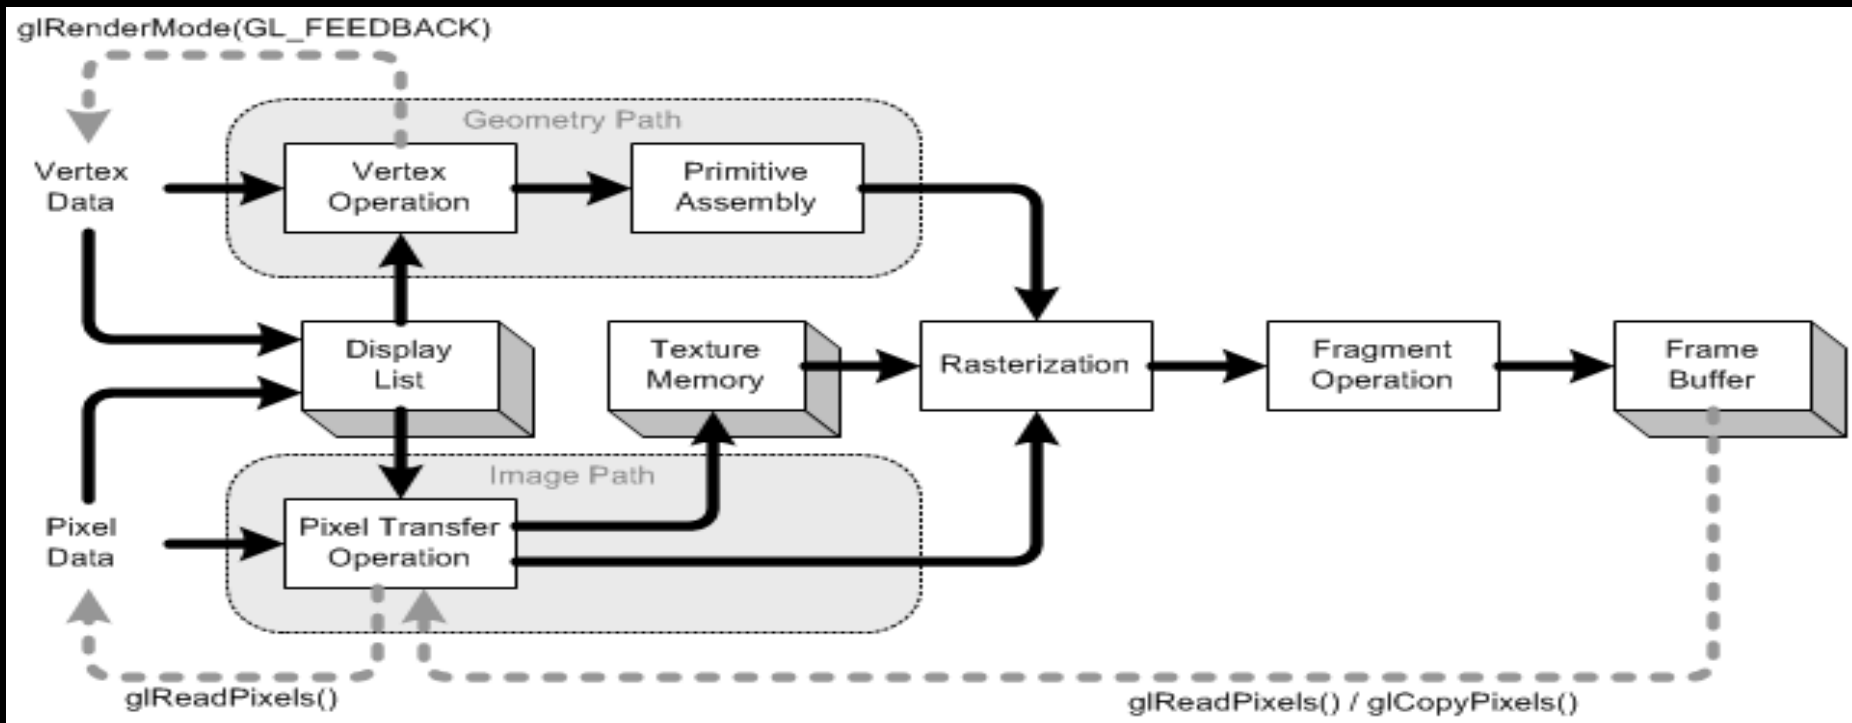 glRenderMode(GL_FEEDBACK)
Geometry Path
Vertex
Data
Vertex
Operation
Primitive
Assembly
Display
List
Texture
Memory
Rasterization
Fragment
Operation
Frame
Buffer
Image Path
Pixel
Data
Pixel Transfer
Operation
glReadPixels()
glReadPixels() / glCopyPixels()